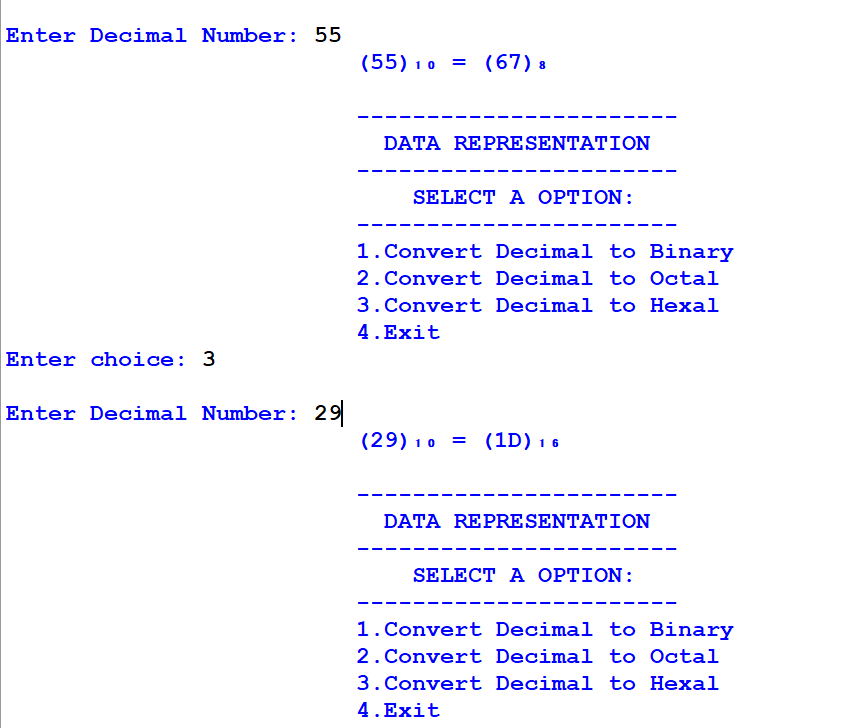 Enter Decimal Number: 55
(55)₁₀ = (67)₈
-----------------------
DATA REPRESENTATION
-----------------------
SELECT A OPTION:
-----------------------
1.Convert Decimal to Binary
2.Convert Decimal to Octal
3.Convert Decimal to Hexal
4.Exit
Enter choice: 3
Enter Decimal Number: 29
(29)₁₀ = (1D)₁₆
-----------------------
DATA REPRESENTATION
-----------------------
SELECT A OPTION:
-----------------------
1.Convert Decimal to Binary
2.Convert Decimal to Octal
3.Convert Decimal to Hexal
4.Exit